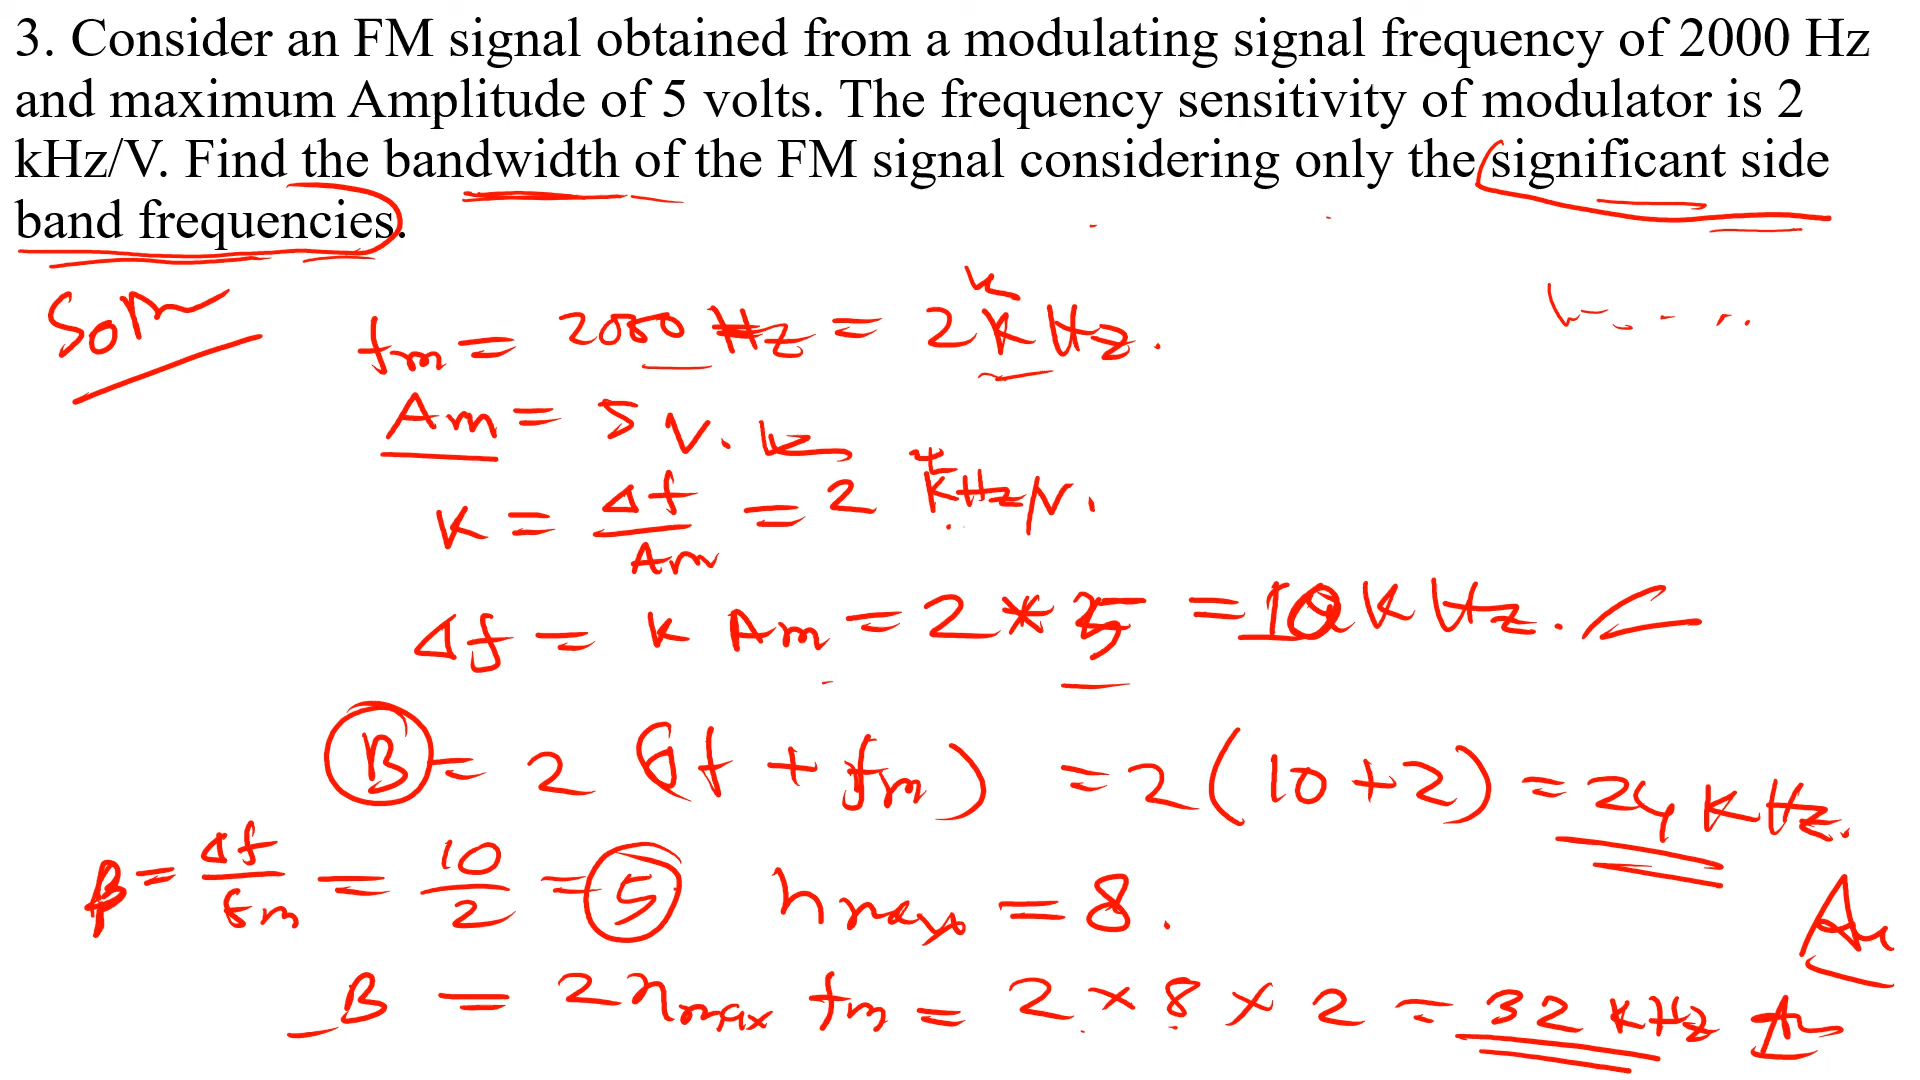 3. Consider an FM signal obtained from a modulating signal frequency of 2000 Hz
and maximum Amplitude of 5 volts. The frequency sensitivity of modulator is 2
kHz/V. Find the bandwidth of the FM signal considering only the significant side
band frequencies.
Soln
fm = 2000 Hz = 2 K Hz.
Am = 5 V.
K = Δf / Am = 2 KHz/V.
Δf = K Am = 2 * 5 = 10 K Hz.
B = 2 (Δf + fm) = 2 (10 + 2) = 24 K Hz.
β = Δf / fm = 10 / 2 = 5 nmax = 8.
B = 2 nmax fm = 2 × 8 × 2 = 32 KHz